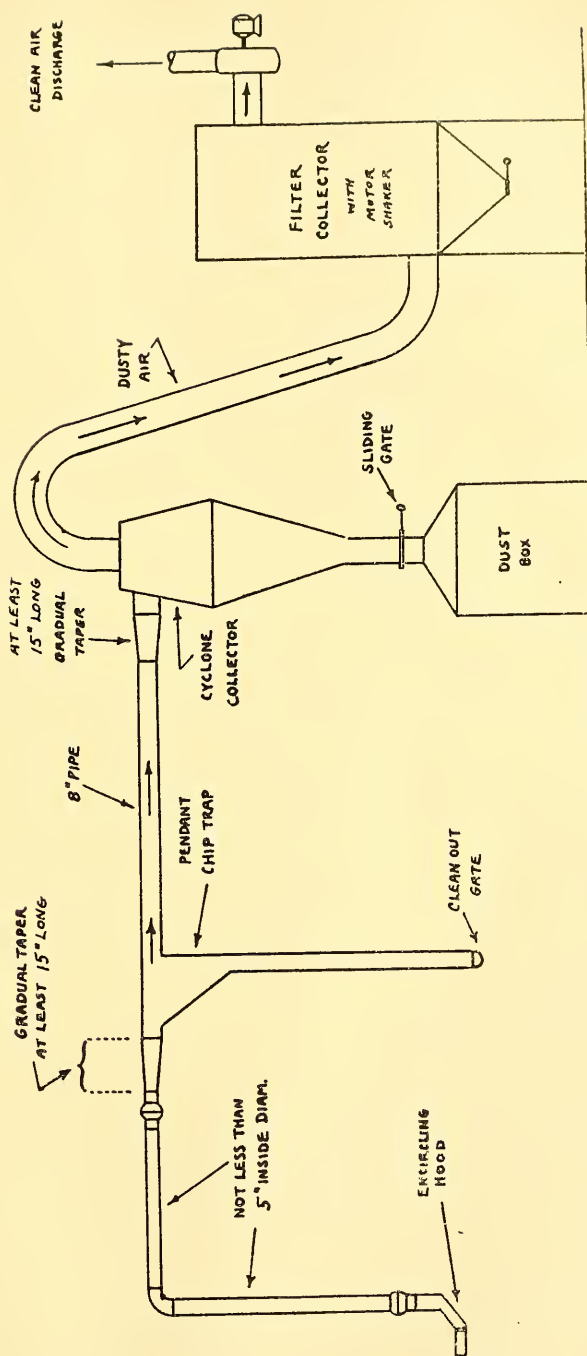 CLEAN AIR
DISCHARGE
FILTER
COLLECTOR
WITH
MOTOR
SHAKER
DUSTY
AIR
SLIDING
GATE
DUST
BOX
AT LEAST
15" LONG
GRADUAL
TAPER
CYCLONE
COLLECTOR
8" PIPE
PENDANT
CHIP TRAP
CLEAN OUT
GATE
GRADUAL TAPER
AT LEAST 15" LONG
NOT LESS THAN
5" INSIDE DIAM.
ENCIRCLING
HOOD